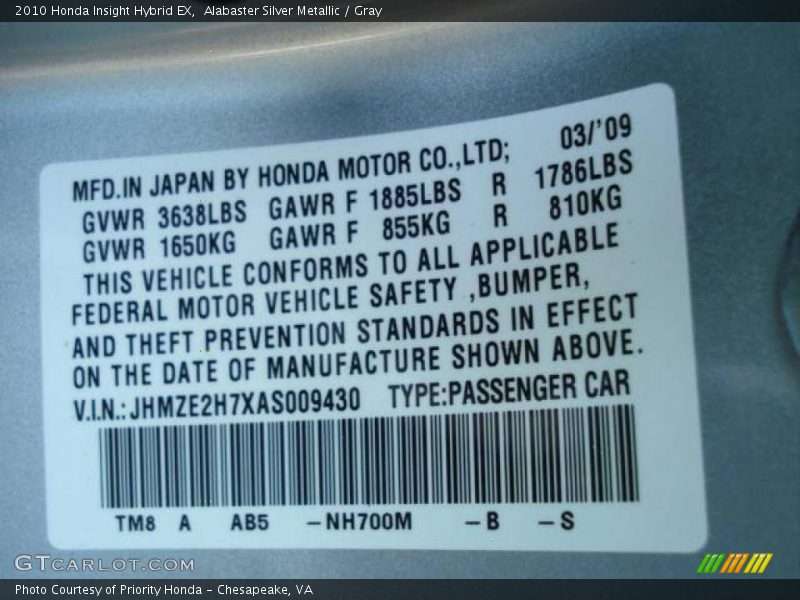 2010 Honda Insight Hybrid EX,  Alabaster Silver Metallic / Gray
MFD.IN JAPAN BY HONDA MOTOR CO.,LTD; 03/'09
GVWR 3638LBS GAWR F 1885LBS R 1786LBS
GVWR 1650KG GAWR F 855KG R 810KG
THIS VEHICLE CONFORMS TO ALL APPLICABLE
FEDERAL MOTOR VEHICLE SAFETY ,BUMPER,
AND THEFT PREVENTION STANDARDS IN EFFECT
ON THE DATE OF MANUFACTURE SHOWN ABOVE.
V.I.N.: JHMZE2H7XAS009430 TYPE:PASSENGER CAR
TM8 A AB5 –NH700M –B –S
GTCARLOT.COM
Photo Courtesy of Priority Honda - Chesapeake, VA